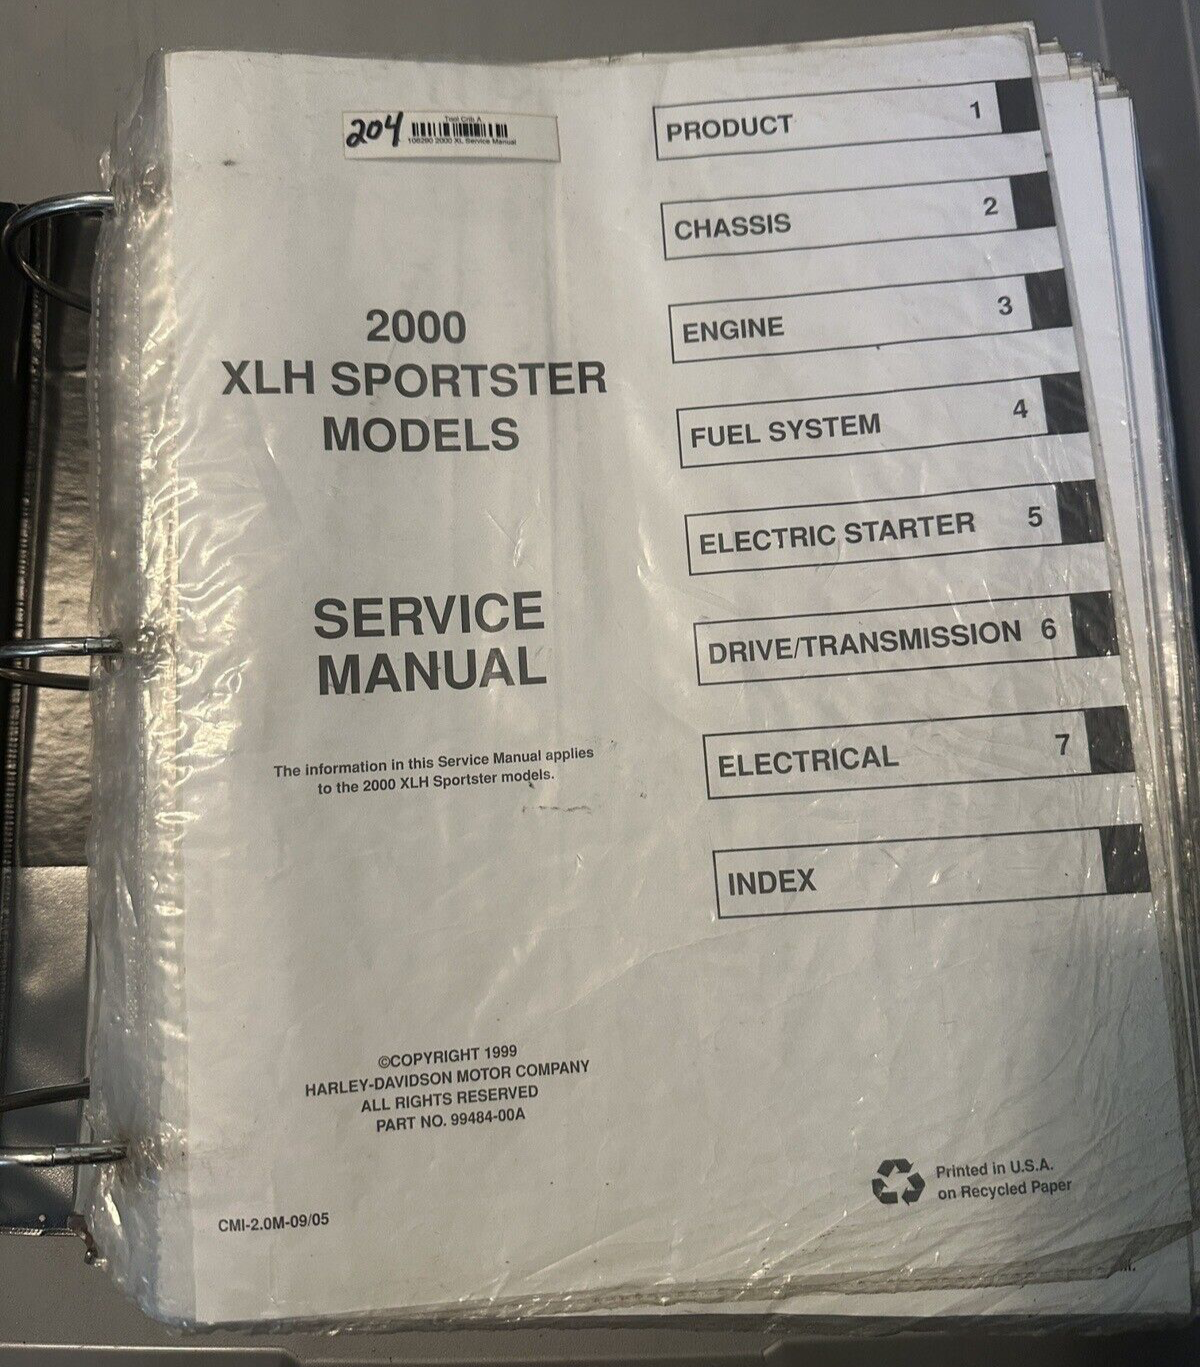 204
Tool Crib A
106290 2000 XL Service Manual
2000
XLH SPORTSTER
MODELS
SERVICE
MANUAL
The information in this Service Manual applies
to the 2000 XLH Sportster models.
©COPYRIGHT 1999
HARLEY-DAVIDSON MOTOR COMPANY
ALL RIGHTS RESERVED
PART NO. 99484-00A
CMI-2.0M-09/05
PRODUCT 1
CHASSIS 2
ENGINE 3
FUEL SYSTEM 4
ELECTRIC STARTER 5
DRIVE/TRANSMISSION 6
ELECTRICAL 7
INDEX
Printed in U.S.A.
on Recycled Paper